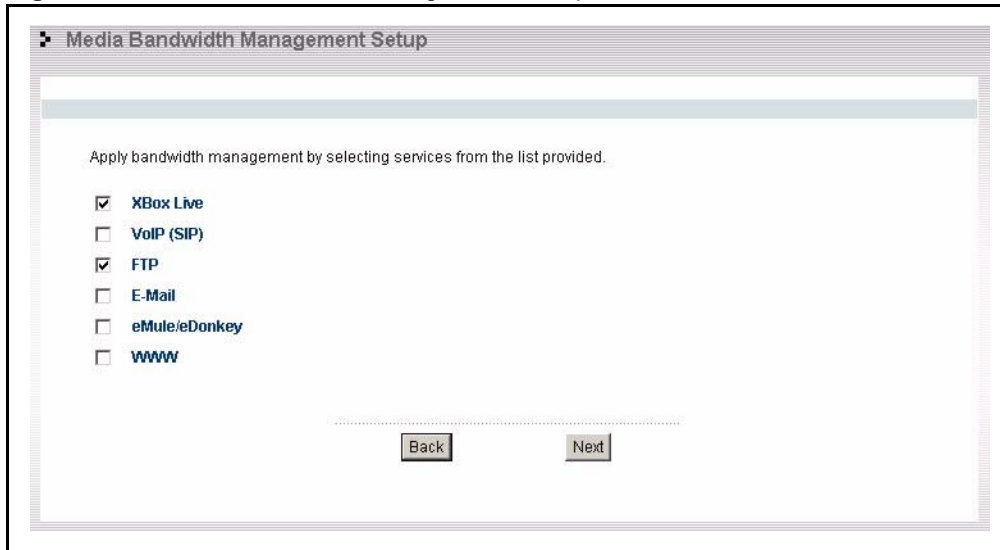 Media Bandwidth Management Setup
Apply bandwidth management by selecting services from the list provided.
XBox Live
VoIP (SIP)
FTP
E-Mail
eMule/eDonkey
WWW
Back Next